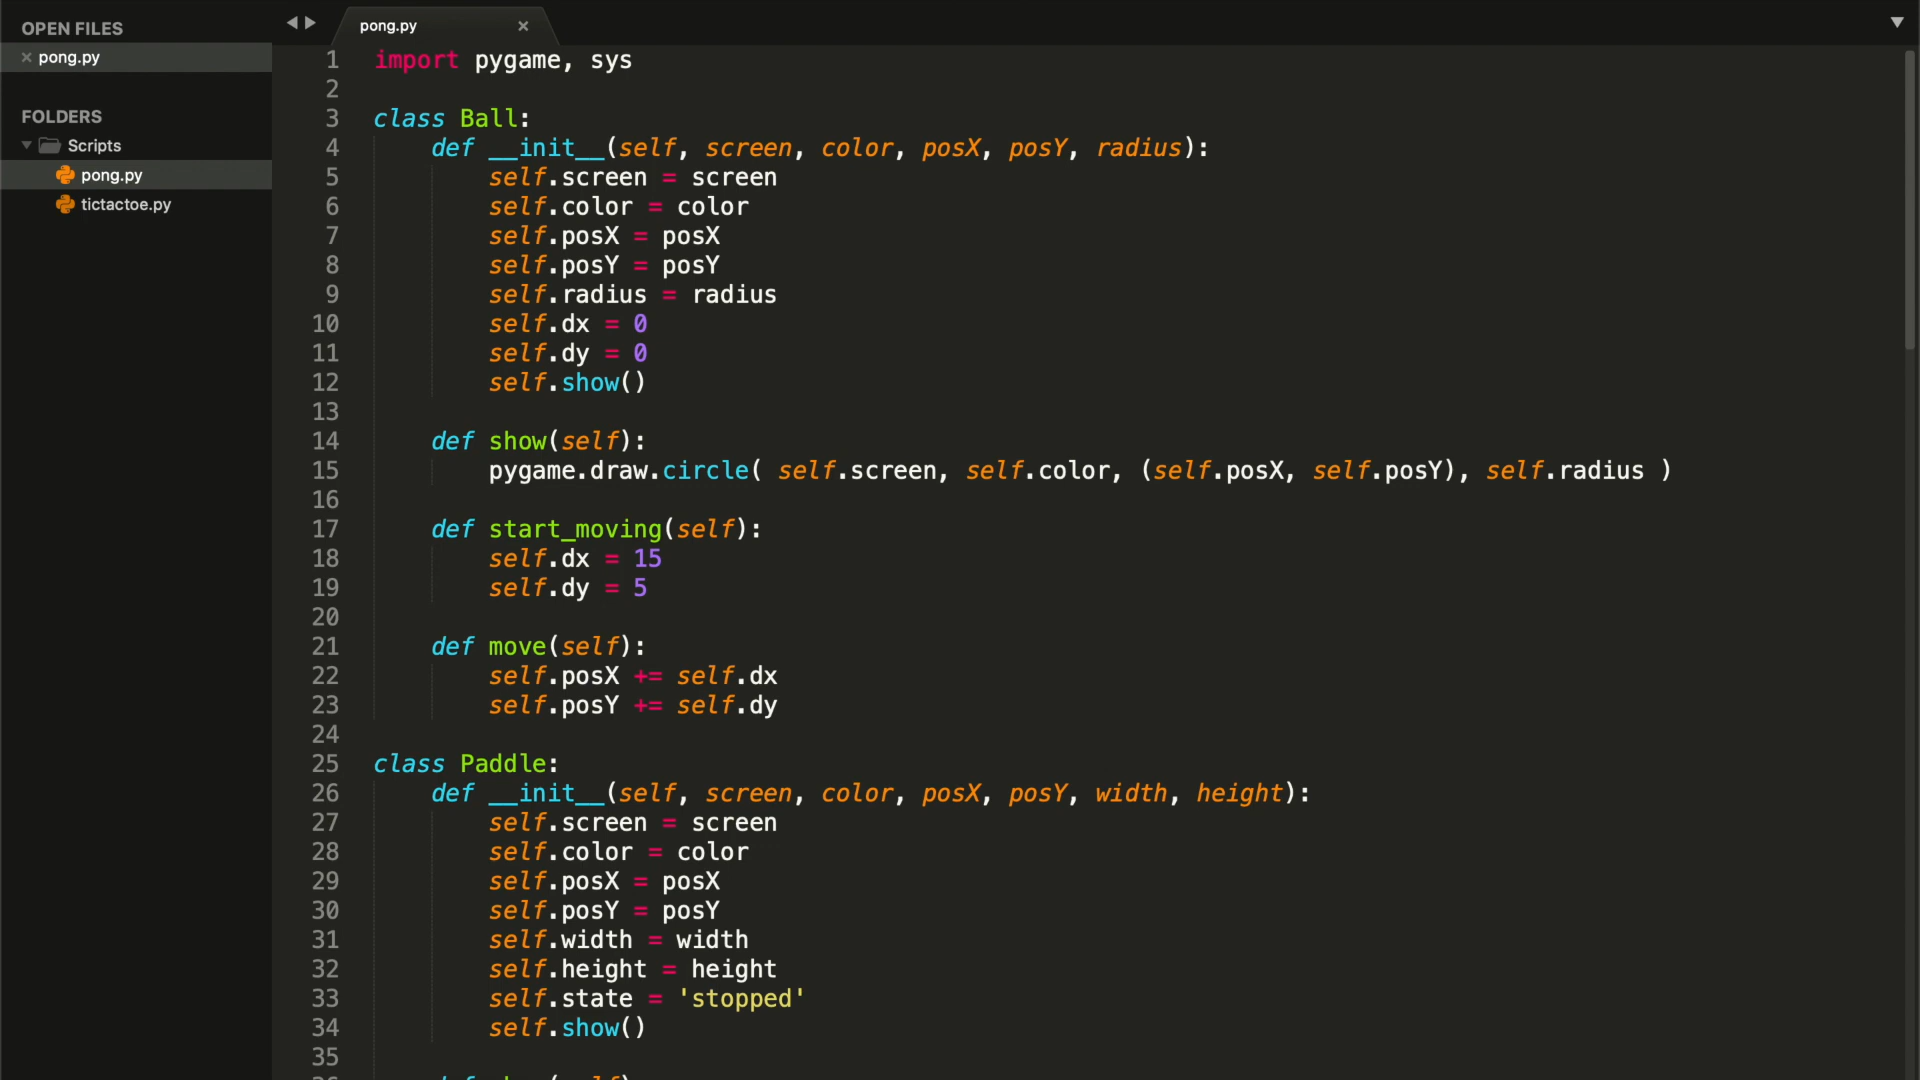 OPEN FILES
pong.py
FOLDERS
Scripts
pong.py
tictactoe.py
pong.py
1 import pygame, sys
2
3 class Ball:
4     def __init__(self, screen, color, posX, posY, radius):
5         self.screen = screen
6         self.color = color
7         self.posX = posX
8         self.posY = posY
9         self.radius = radius
10         self.dx = 0
11         self.dy = 0
12         self.show()
13
14     def show(self):
15         pygame.draw.circle( self.screen, self.color, (self.posX, self.posY), self.radius )
16
17     def start_moving(self):
18         self.dx = 15
19         self.dy = 5
20
21     def move(self):
22         self.posX += self.dx
23         self.posY += self.dy
24
25 class Paddle:
26     def __init__(self, screen, color, posX, posY, width, height):
27         self.screen = screen
28         self.color = color
29         self.posX = posX
30         self.posY = posY
31         self.width = width
32         self.height = height
33         self.state = 'stopped'
34         self.show()
35